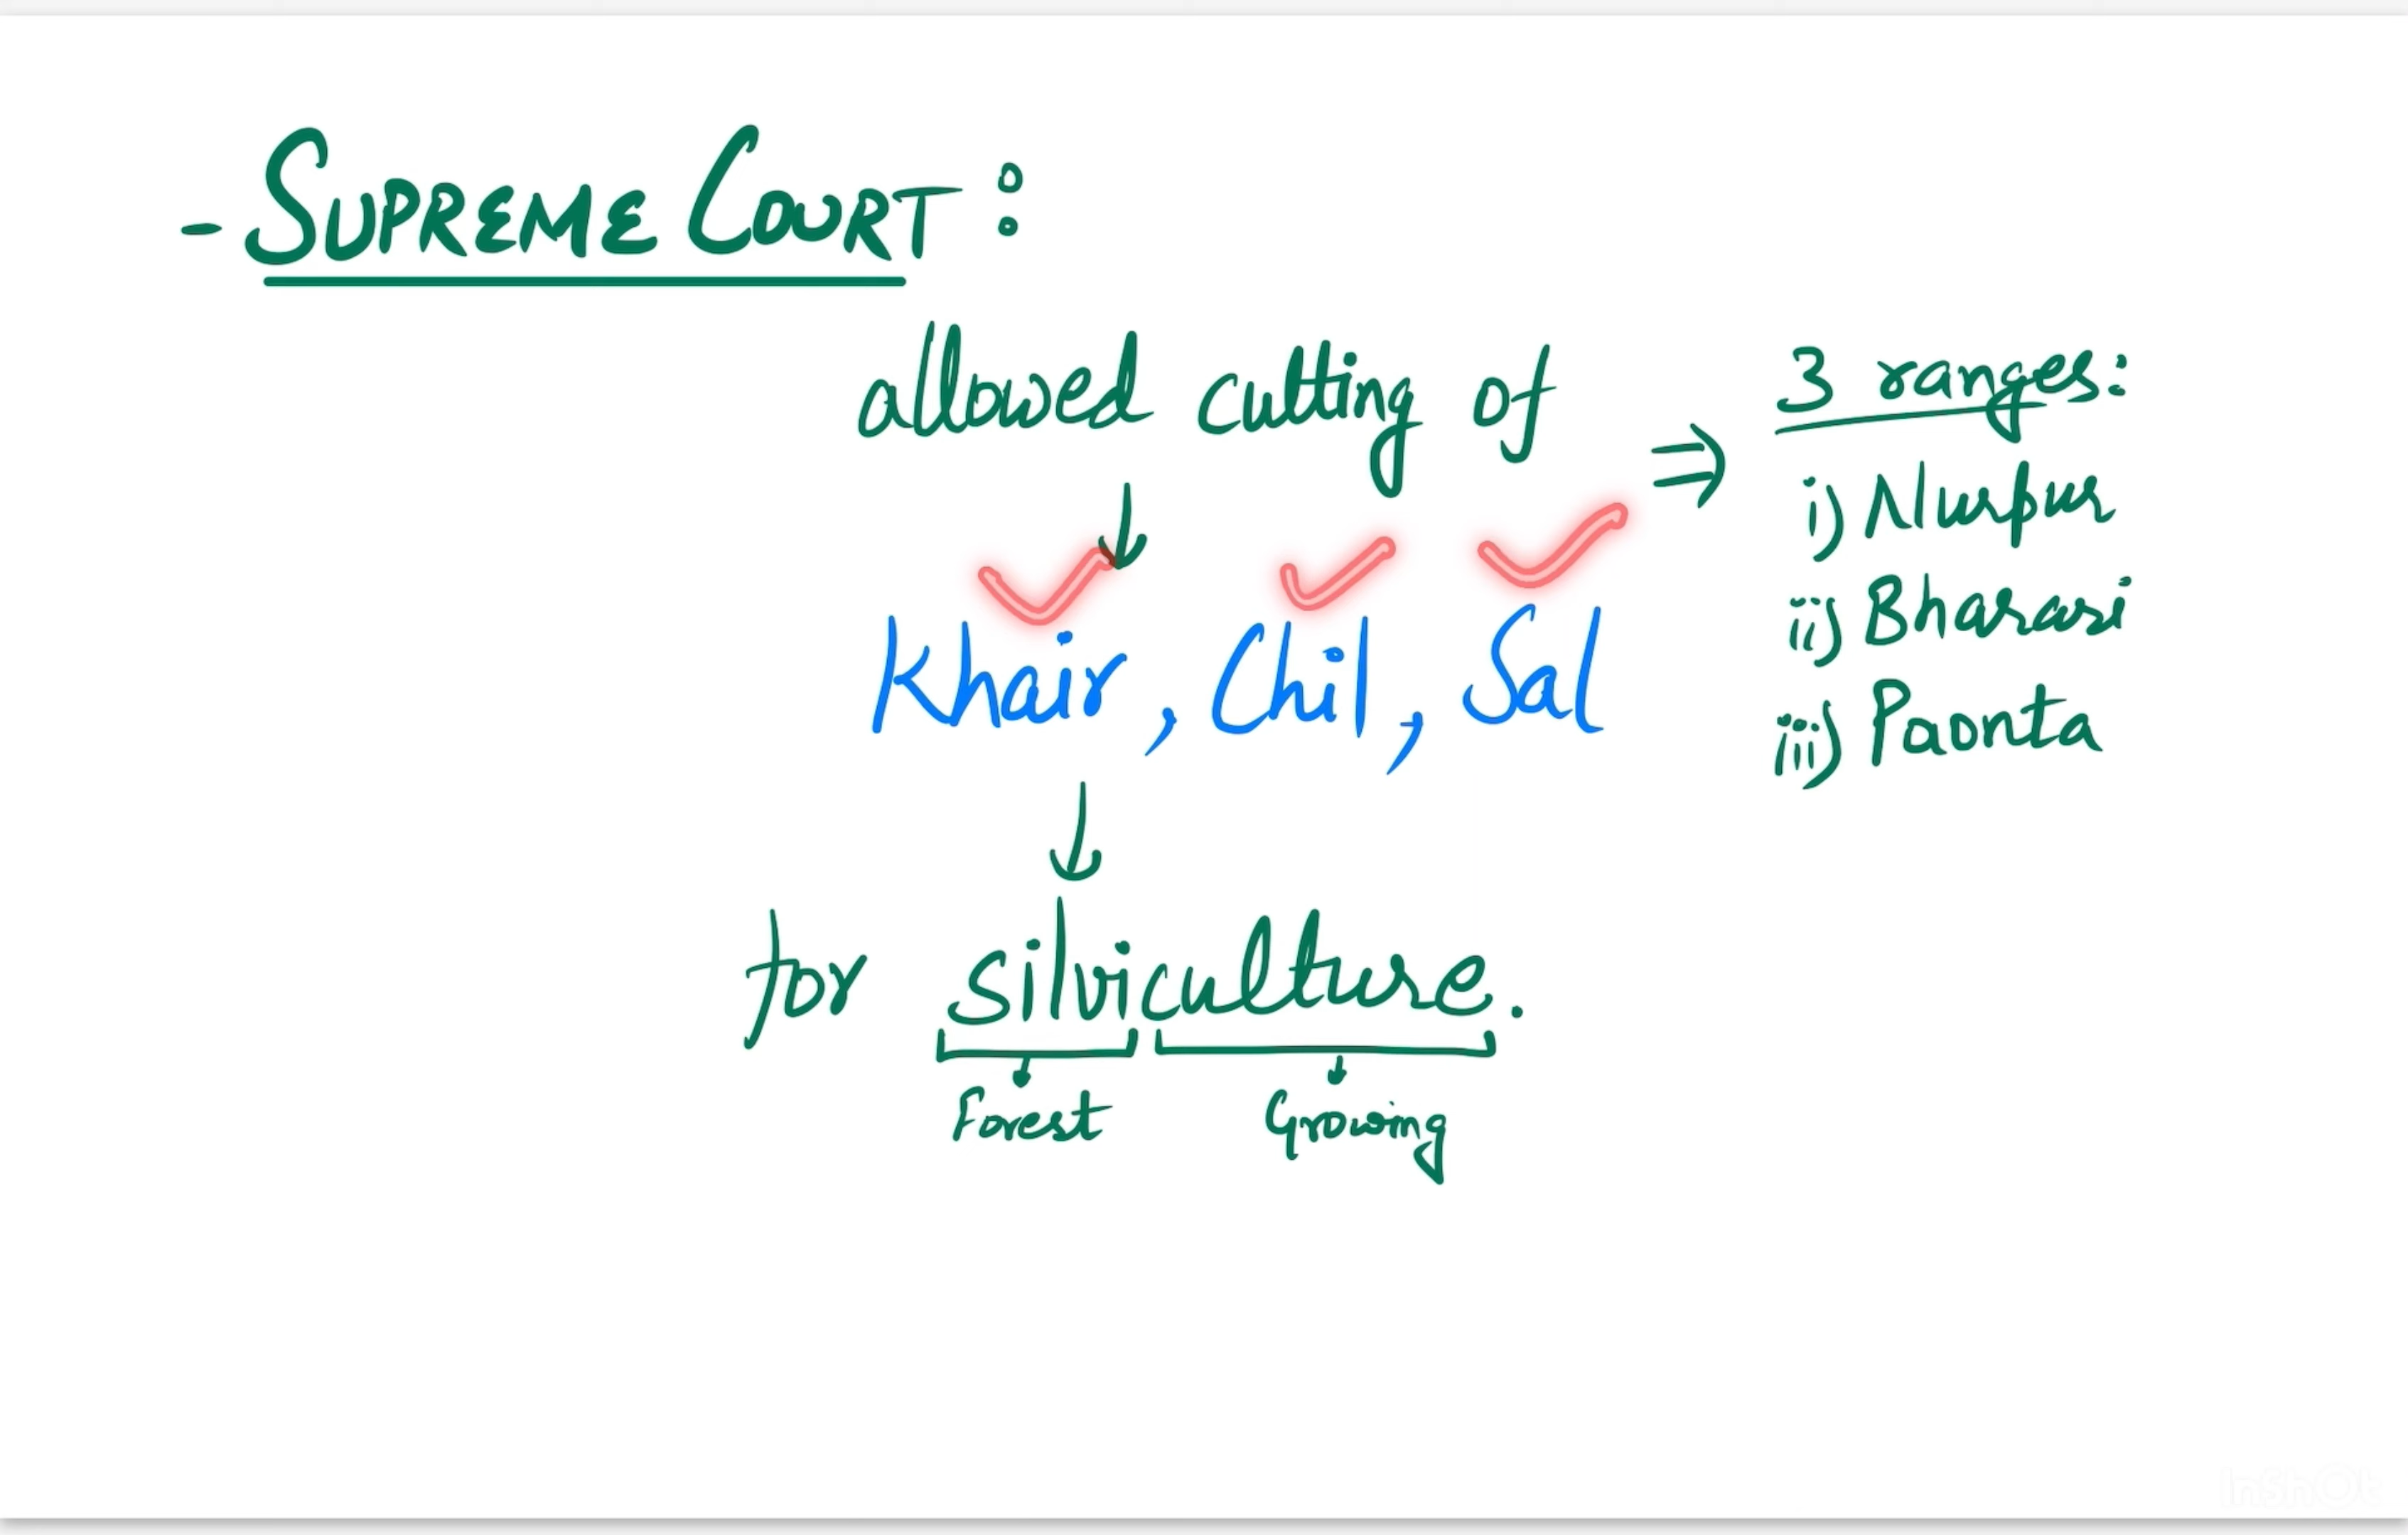 - SUPREME COURT :
allowed cutting of
⇒ 3 ranges:
i) Nurpur
ii) Bharari
iii) Paonta
Khair, Chil, Sal
for silviculture.
Forest Growing
InShOt